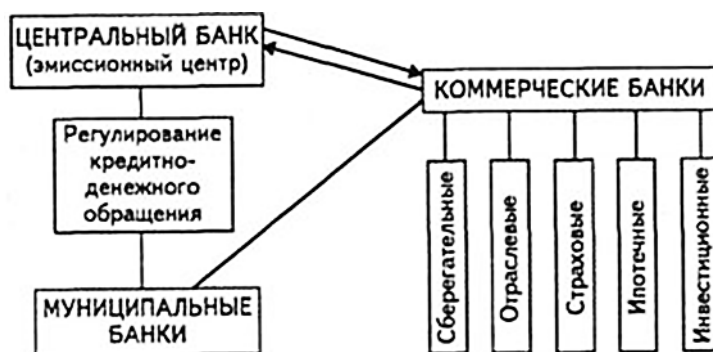 ЦЕНТРАЛЬНЫЙ БАНК
(эмиссионный центр)
КОММЕРЧЕСКИЕ БАНКИ
Регулирование
кредитно-
денежного
обращения
МУНИЦИПАЛЬНЫЕ
БАНКИ
Сберегательные
Отраслевые
Страховые
Ипотечные
Инвестиционные